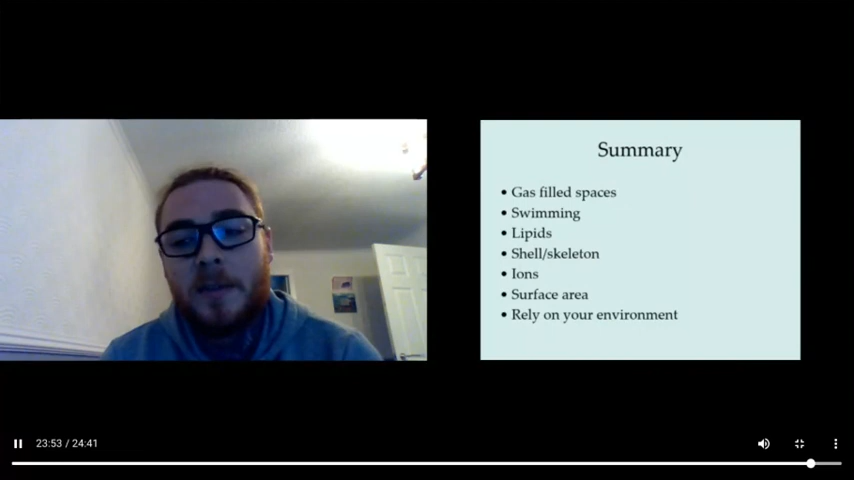 Summary
• Gas filled spaces
• Swimming
• Lipids
• Shell/skeleton
• Ions
• Surface area
• Rely on your environment
23:53 / 24:41